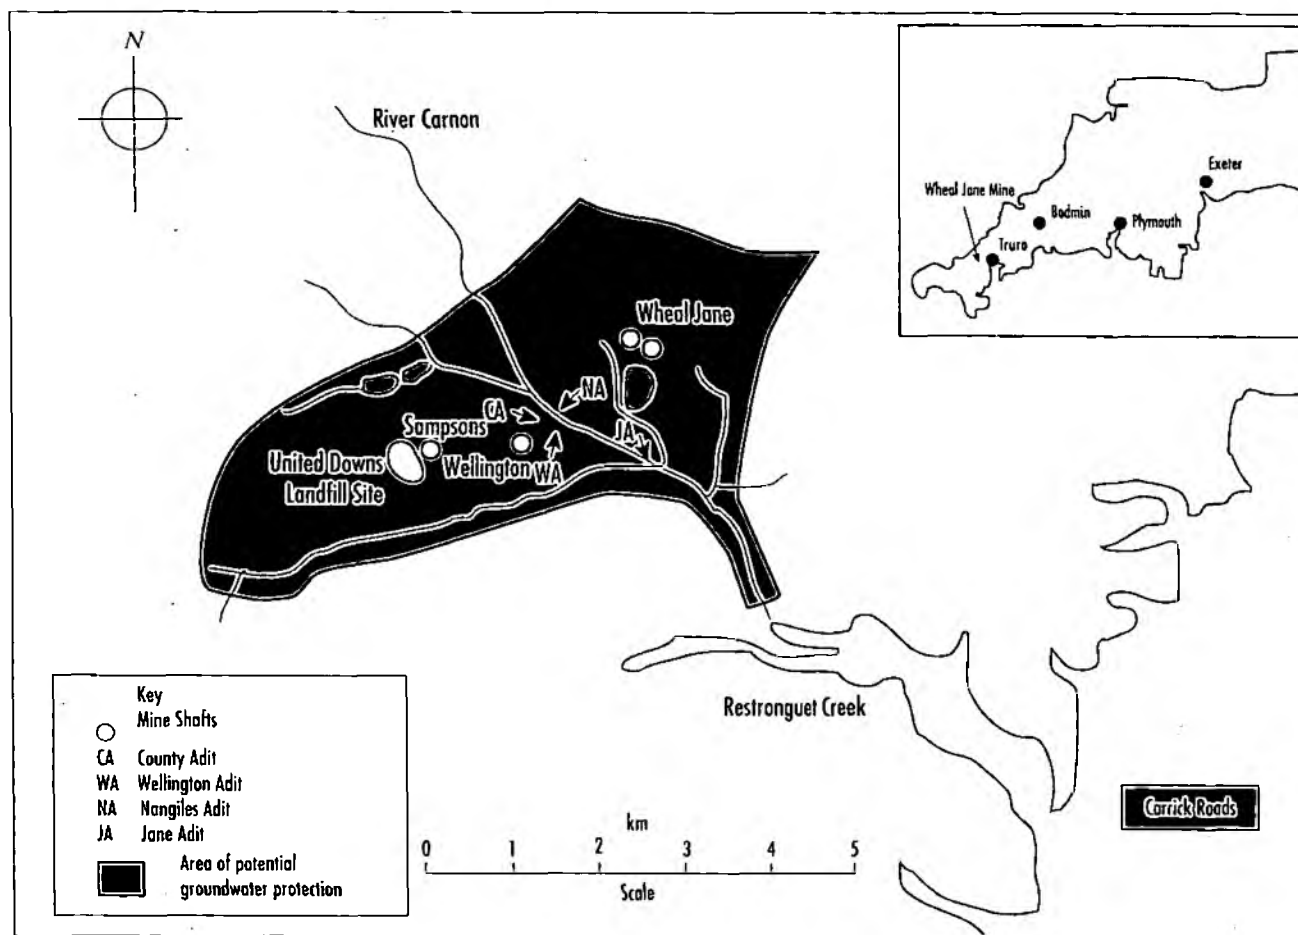 N
River Carnon
Exeter
Wheal Jane Mine
Bodmin
Plymouth
Truro
Wheal Jane
NA
CA
Sampsons
JA
United Downs
Landfill Site
Wellington
WA
Restronguet Creek
Key
Mine Shafts
CA County Adit
WA Wellington Adit
NA Nangiles Adit
JA Jane Adit
Area of potential
groundwater protection
km
0 1 2 3 4 5
Scale
Carrick Roads